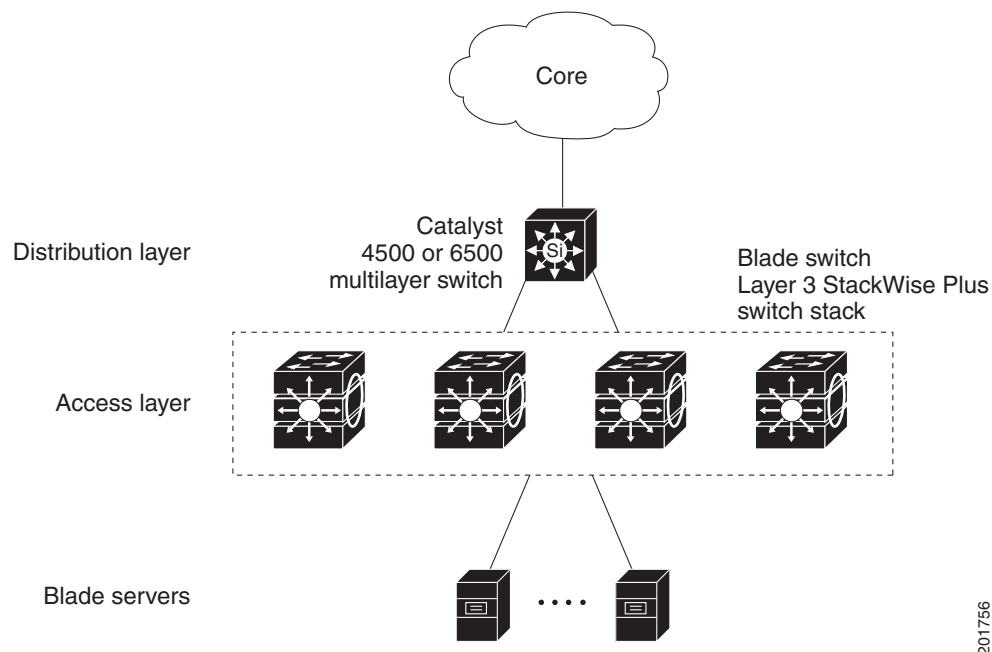 Core
Distribution layer
Catalyst
4500 or 6500
multilayer switch
Si
Blade switch
Layer 3 StackWise Plus
switch stack
Access layer
Blade servers
201756